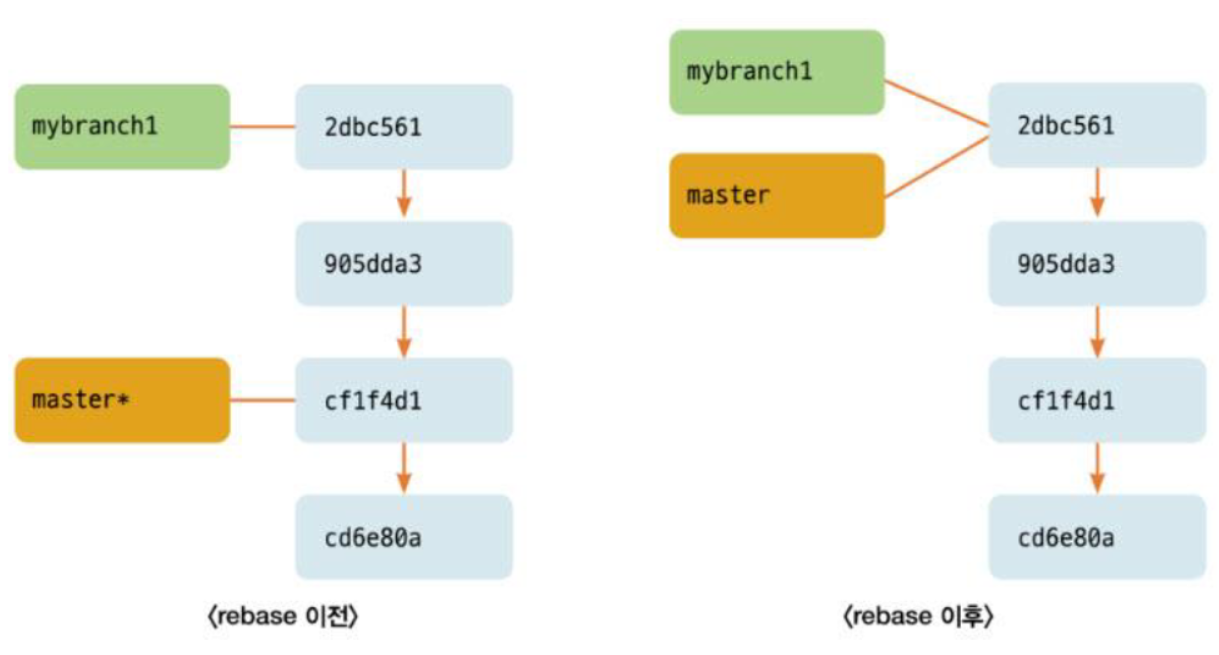 mybranch1
2dbc561
905dda3
master*
cf1f4d1
cd6e80a
〈rebase 이전〉
mybranch1
master
2dbc561
905dda3
cf1f4d1
cd6e80a
〈rebase 이후〉